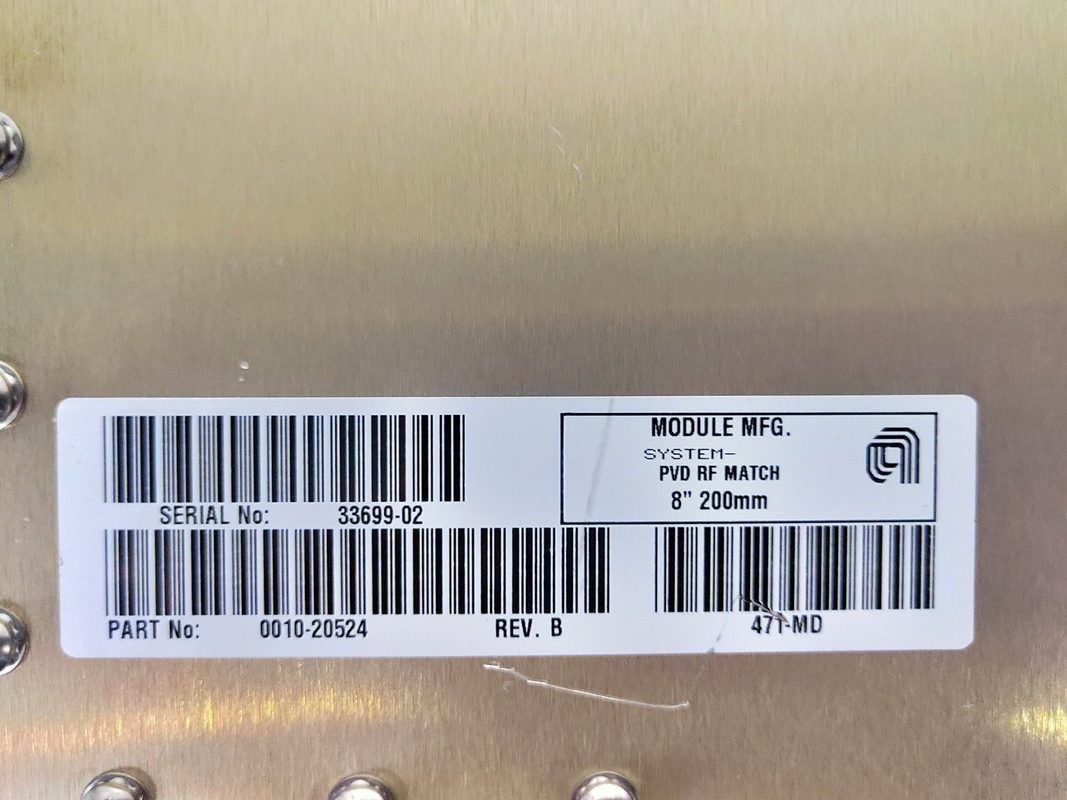 MODULE MFG.
SYSTEM-
PVD RF MATCH
8” 200mm
SERIAL No: 33699-02
PART No: 0010-20524 REV. B
471-MD